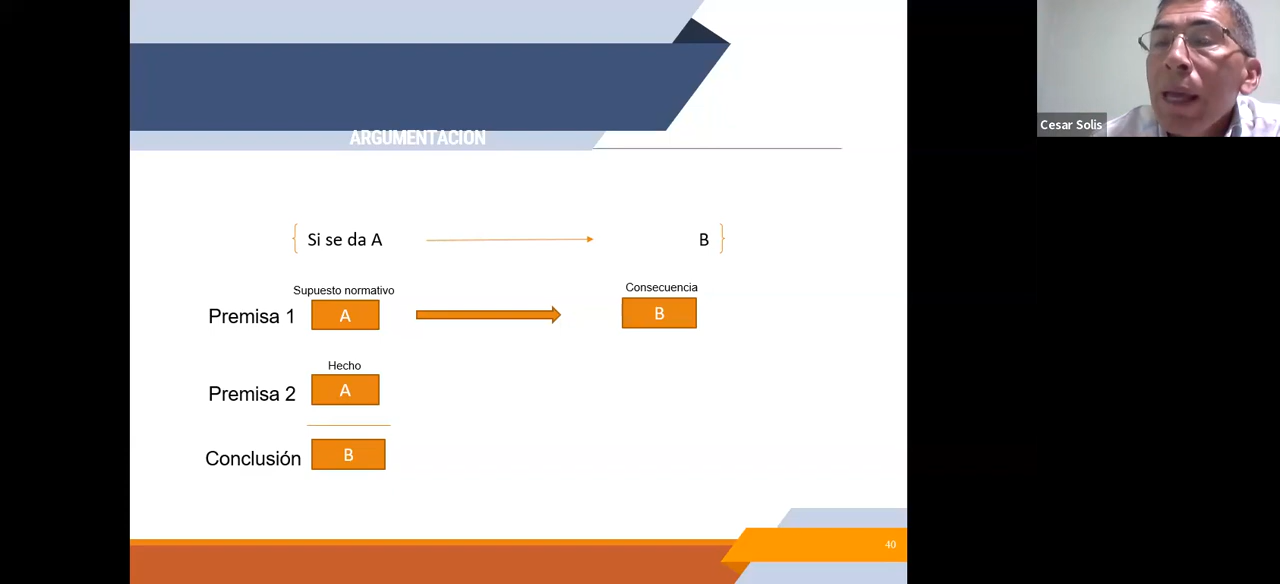 Cesar Solis
ARGUMENTACION
Si se da A B
Supuesto normativo Consecuencia
Premisa 1 A B
Hecho
Premisa 2 A
Conclusión B
40